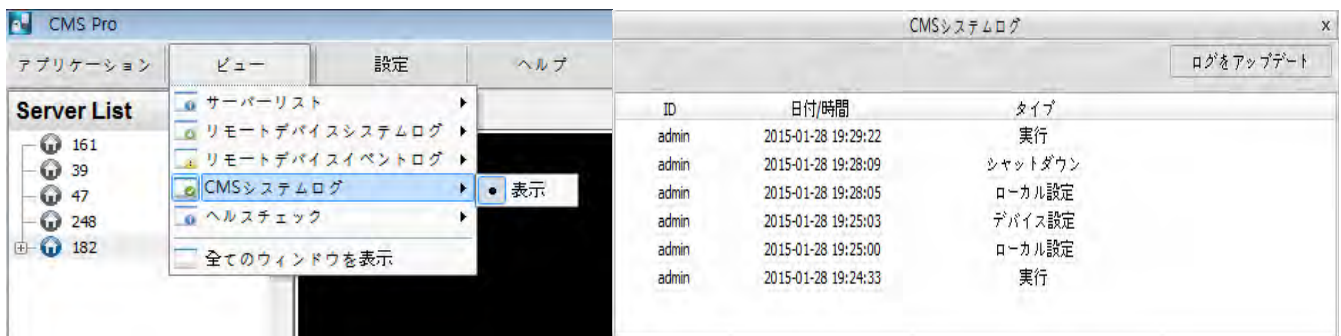 CMS Pro
アプリケーション ビュー 設定 ヘルプ
Server List
161
39
47
248
182
サーバーリスト
リモートデバイスシステムログ
リモートデバイスイベントログ
CMSシステムログ
表示
ヘルスチェック
全てのウィンドウを表示
CMSシステムログ x
ログをアップデート
ID 日付/時間 タイプ
admin 2015-01-28 19:29:22 実行
admin 2015-01-28 19:28:09 シャットダウン
admin 2015-01-28 19:28:05 ローカル設定
admin 2015-01-28 19:25:03 デバイス設定
admin 2015-01-28 19:25:00 ローカル設定
admin 2015-01-28 19:24:33 実行